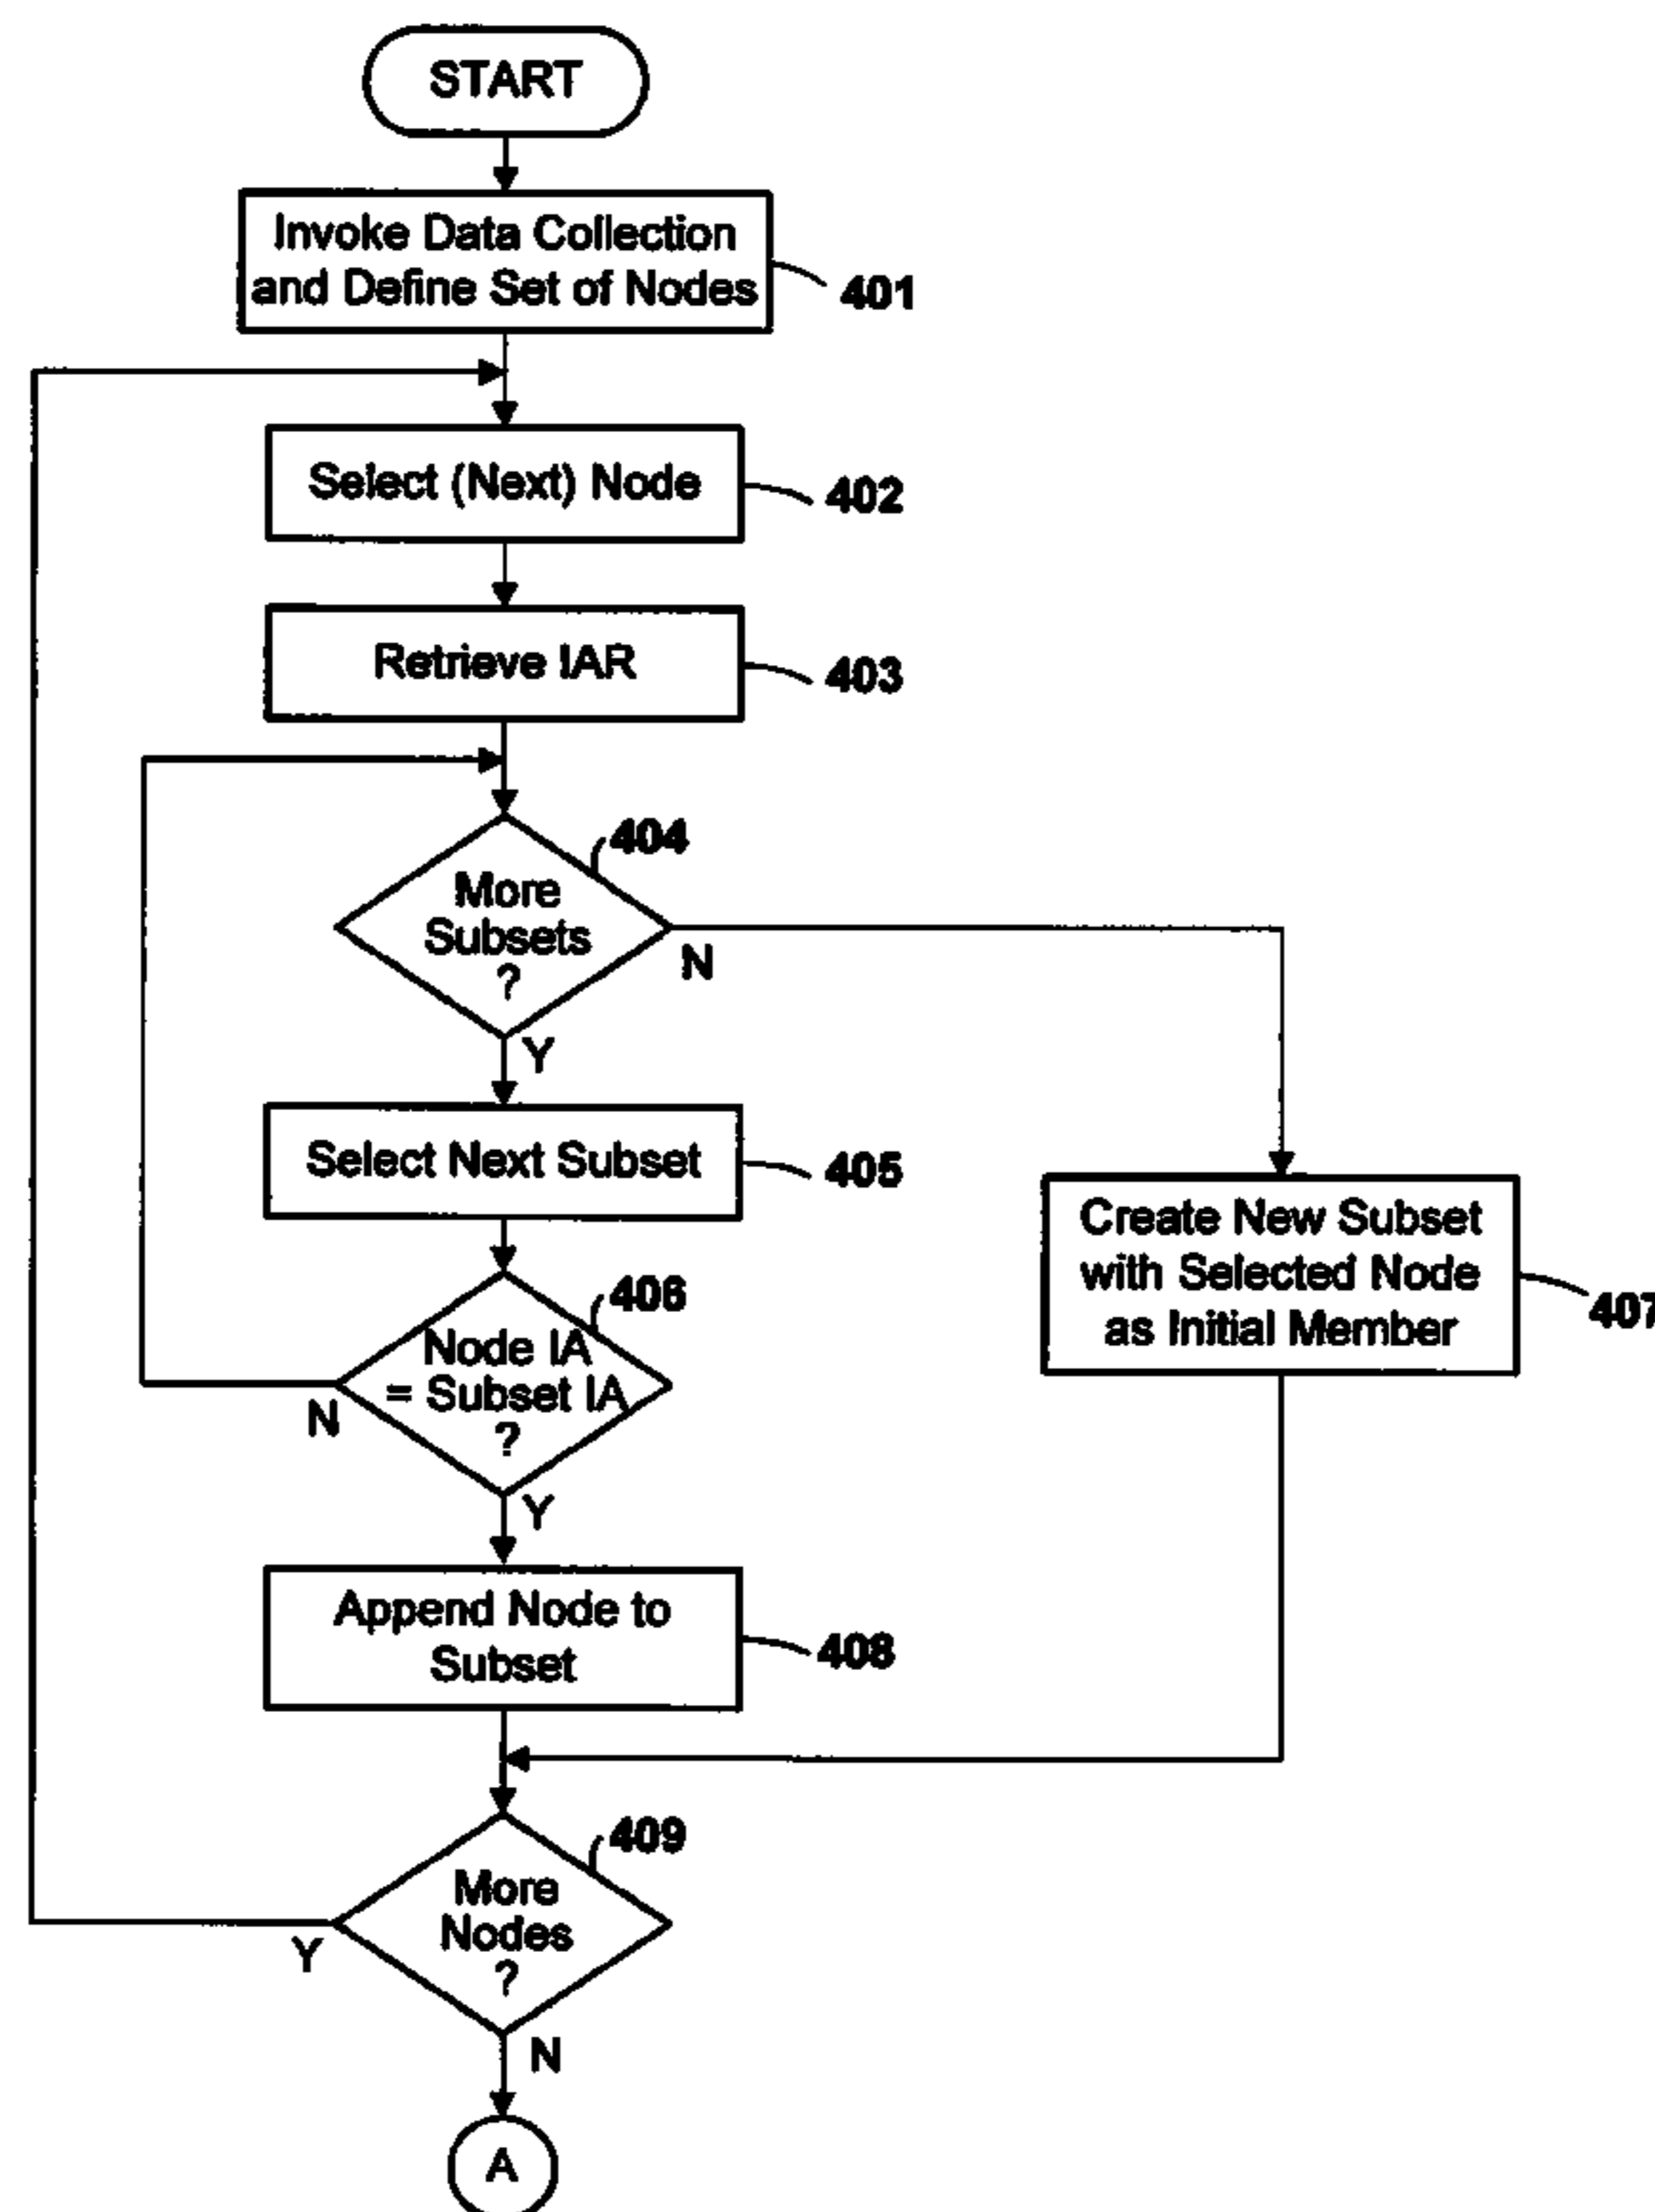 START
Invoke Data Collection
and Define Set of Nodes
401
Select (Next) Node
402
Retrieve IAR
403
404
More
Subsets
?
N
Y
Select Next Subset
405
Create New Subset
with Selected Node
as Initial Member
407
406
Node IA
= Subset IA
?
N
Y
Append Node to
Subset
408
409
More
Nodes
?
Y
N
A